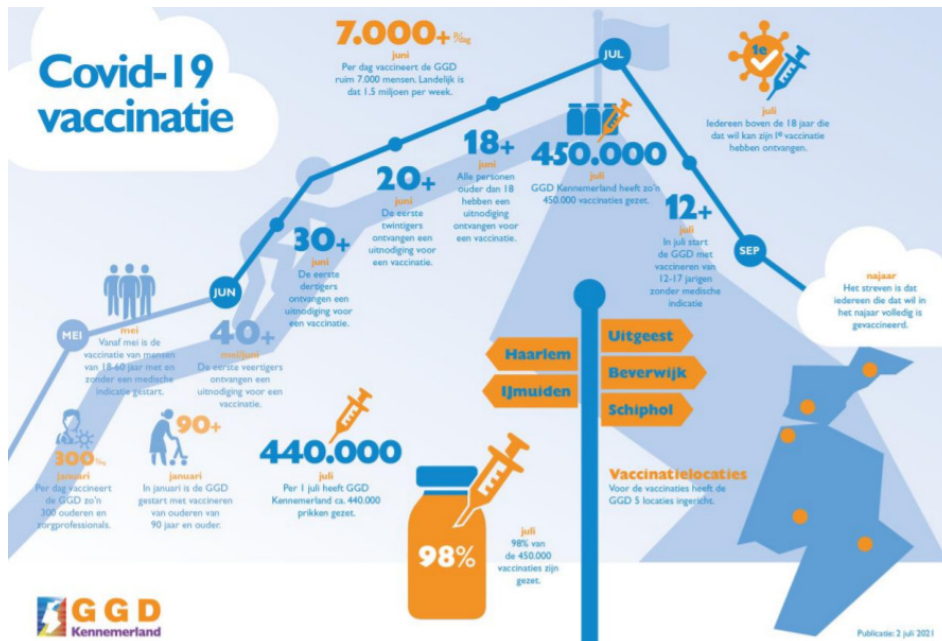 Covid-19
vaccinatie
7.000+ p/dag
juni
Per dag vaccineert de GGD
ruim 7.000 mensen. Landelijk is
dat 1.5 miljoen per week.
JUL
1e
juli
Iedereen boven de 18 jaar die
dat wil kan zijn 1e vaccinatie
hebben ontvangen.
18+
juni
Alle personen
ouder dan 18
hebben een
uitnodiging
ontvangen voor
een vaccinatie.
450.000
juli
GGD Kennemerland heeft zo'n
450.000 vaccinaties gezet.
20+
juni
De eerste
twintigers
ontvangen een
uitnodiging voor
een vaccinatie.
12+
juli
In juli start
de GGD met
vaccineren van
12-17 jarigen
zonder medische
indicatie
30+
juni
De eerste
dertigers
ontvangen een
uitnodiging voor
een vaccinatie.
SEP
najaar
Het streven is dat
iedereen die dat wil in
het najaar volledig is
gevaccineerd.
JUN
MEI
mei
Vanaf mei is de
vaccinatie van mensen
van 18-60 jaar met en
zonder een medische
indicatie gestart.
40+
mei/juni
De eerste veertigers
ontvangen een
uitnodiging voor een
vaccinatie.
Haarlem
IJmuiden
Uitgeest
Beverwijk
Schiphol
300 p/dag
januari
Per dag vaccineert
de GGD zo'n
300 ouderen en
zorgprofessionals.
90+
januari
In januari is de GGD
gestart met vaccineren
van ouderen van
90 jaar en ouder.
440.000
juli
Per 1 juli heeft GGD
Kennemerland ca. 440.000
prikken gezet.
98%
juli
98% van
de 450.000
vaccinaties zijn
gezet.
Vaccinatielocaties
Voor de vaccinaties heeft de
GGD 5 locaties ingericht.
GGD
Kennemerland
Publicatie: 2 juli 2021